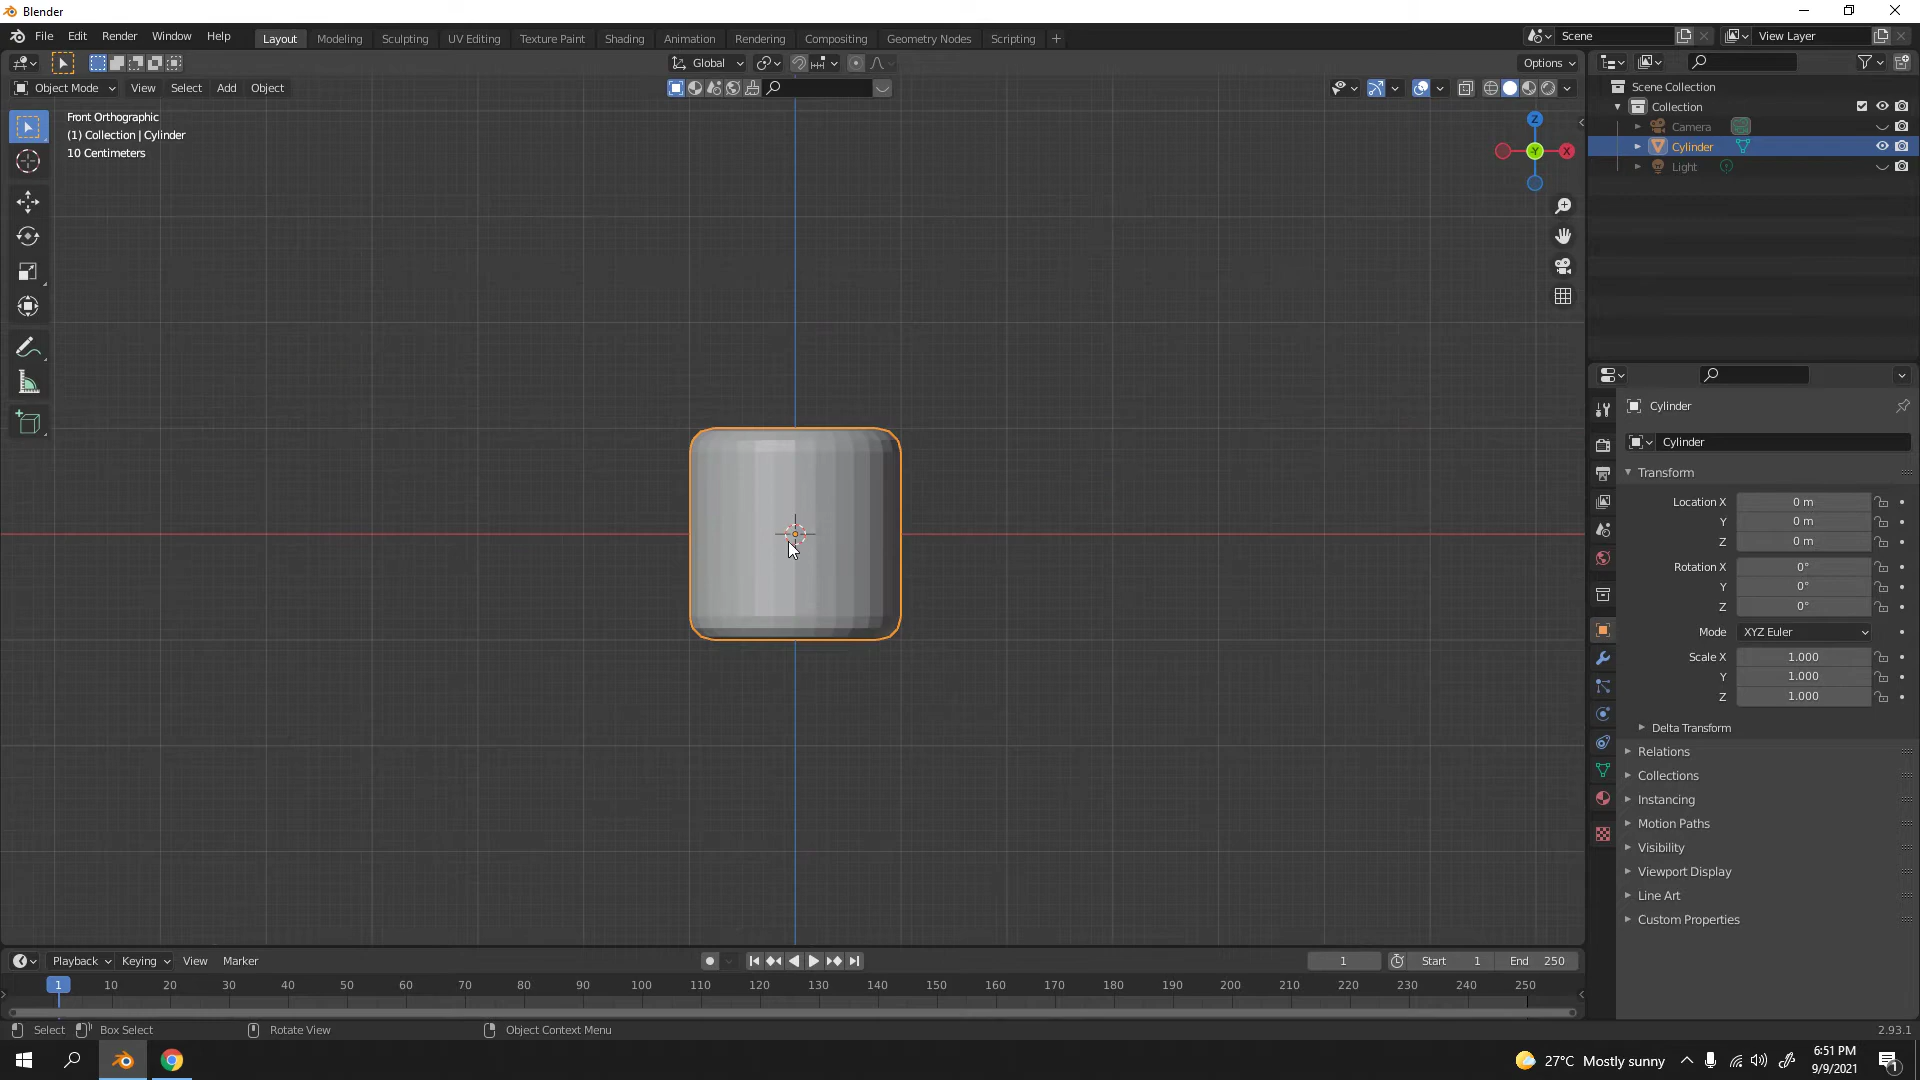 Blender
File Edit Render Window Help
Layout Modeling Sculpting UV Editing Texture Paint Shading Animation Rendering Compositing Geometry Nodes Scripting +
Scene
View Layer
Global
Options
Object Mode View Select Add Object
Front Orthographic
(1) Collection | Cylinder
10 Centimeters
Z
Y
X
Scene Collection
Collection
Camera
Cylinder
Light
Cylinder
Cylinder
Transform
Location X 0 m
Y 0 m
Z 0 m
Rotation X 0°
Y 0°
Z 0°
Mode XYZ Euler
Scale X 1.000
Y 1.000
Z 1.000
Delta Transform
Relations
Collections
Instancing
Motion Paths
Visibility
Viewport Display
Line Art
Custom Properties
Playback Keying View Marker
1 Start 1 End 250
1 10 20 30 40 50 60 70 80 90 100 110 120 130 140 150 160 170 180 190 200 210 220 230 240 250
Select Box Select Rotate View Object Context Menu
2.93.1
27°C Mostly sunny
6:51 PM
9/9/2021
1